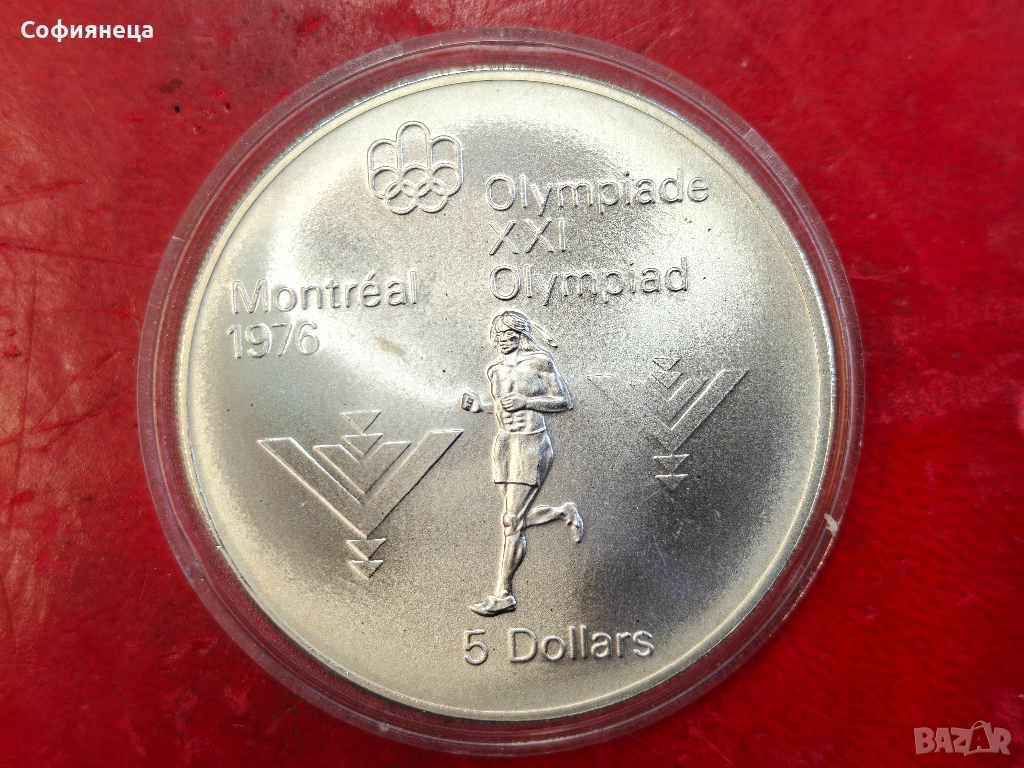 Софиянеца
Olympiade
XXI
Olympiad
Montréal
1976
5 Dollars
BAZAR